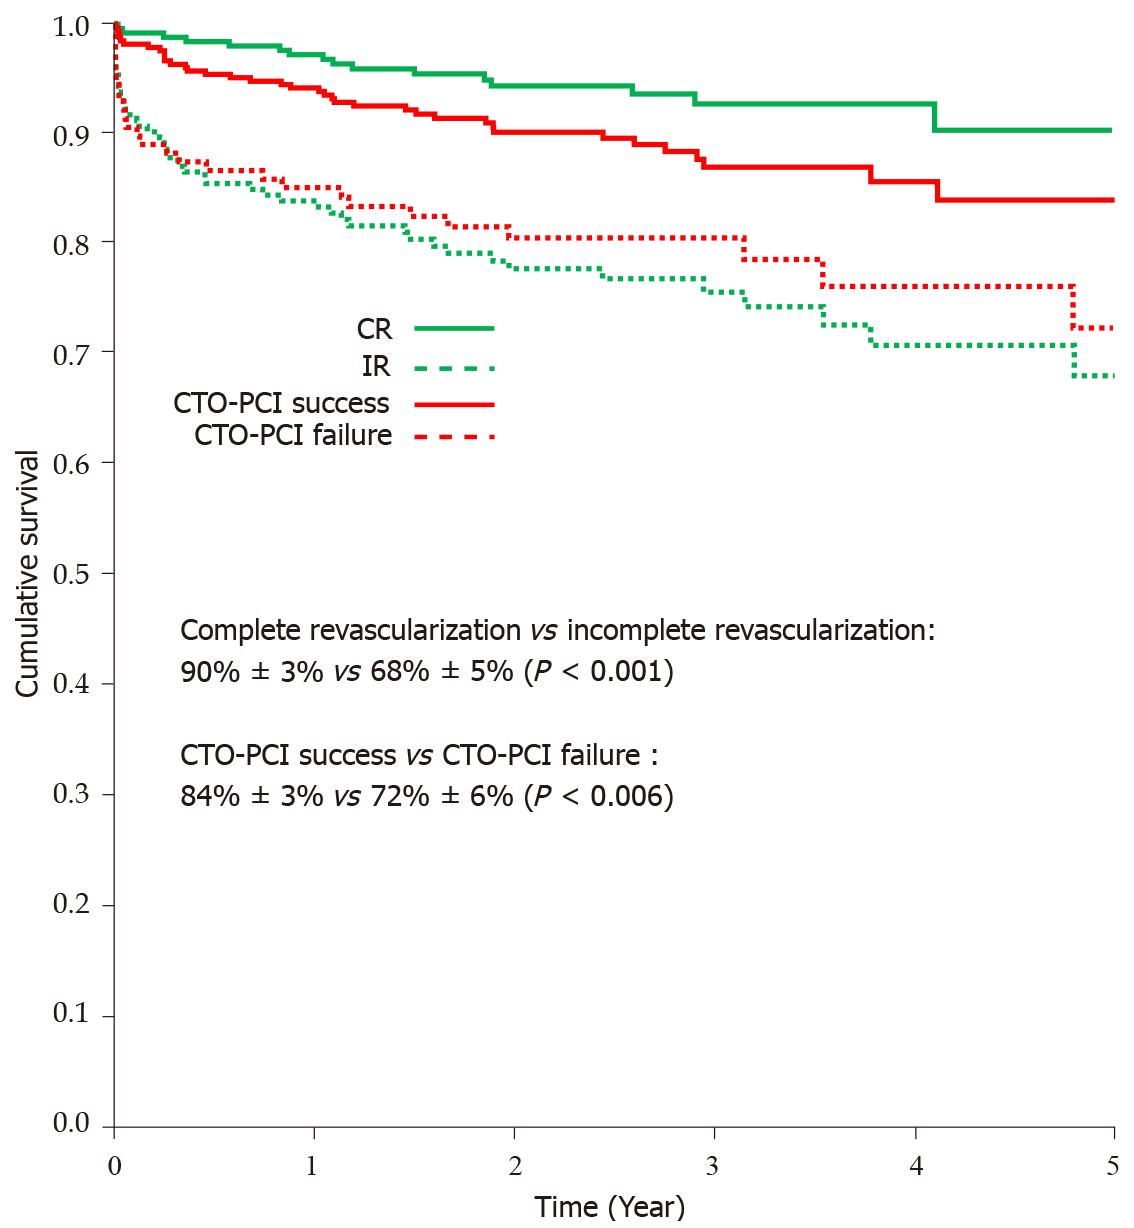 1.0
0.9
0.8
0.7
0.6
0.5
0.4
0.3
0.2
0.1
0.0
Cumulative survival
CR
IR
CTO-PCI success
CTO-PCI failure
Complete revascularization vs incomplete revascularization:
90% ± 3% vs 68% ± 5% (P < 0.001)
CTO-PCI success vs CTO-PCI failure :
84% ± 3% vs 72% ± 6% (P < 0.006)
0 1 2 3 4 5
Time (Year)